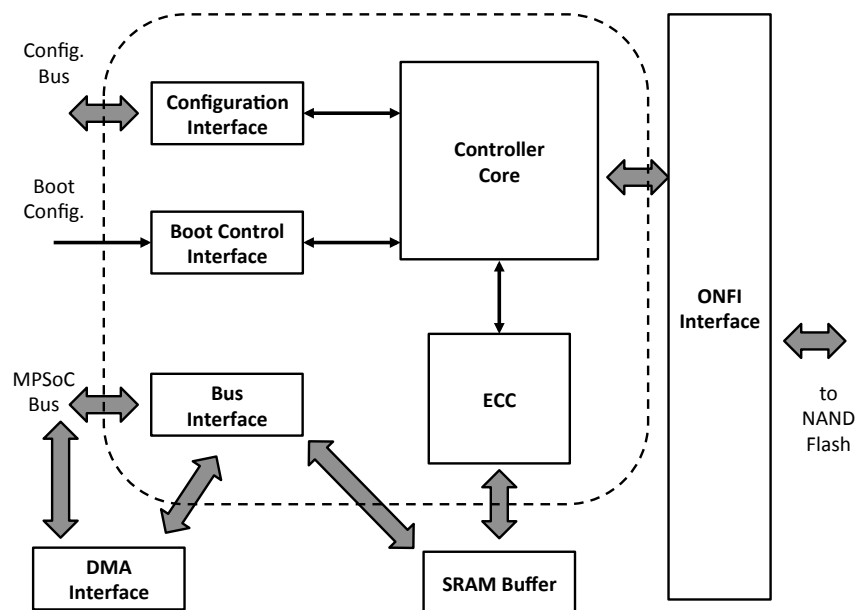 Config.
Bus
Configuration
Interface
Controller
Core
Boot
Config.
Boot Control
Interface
ONFI
Interface
MPSoC
Bus
Bus
Interface
ECC
to
NAND
Flash
DMA
Interface
SRAM Buffer